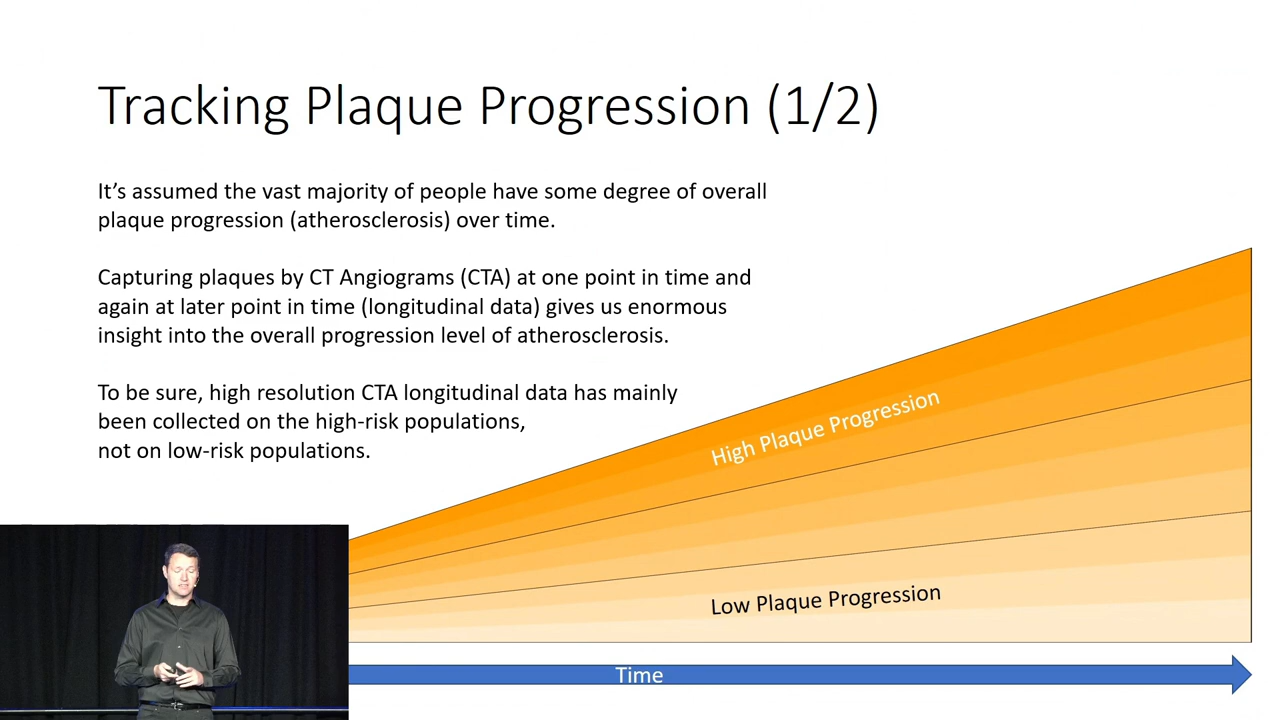 Tracking Plaque Progression (1/2)
It’s assumed the vast majority of people have some degree of overall
plaque progression (atherosclerosis) over time.
Capturing plaques by CT Angiograms (CTA) at one point in time and
again at later point in time (longitudinal data) gives us enormous
insight into the overall progression level of atherosclerosis.
To be sure, high resolution CTA longitudinal data has mainly
been collected on the high-risk populations,
not on low-risk populations.
High Plaque Progression
Low Plaque Progression
Time